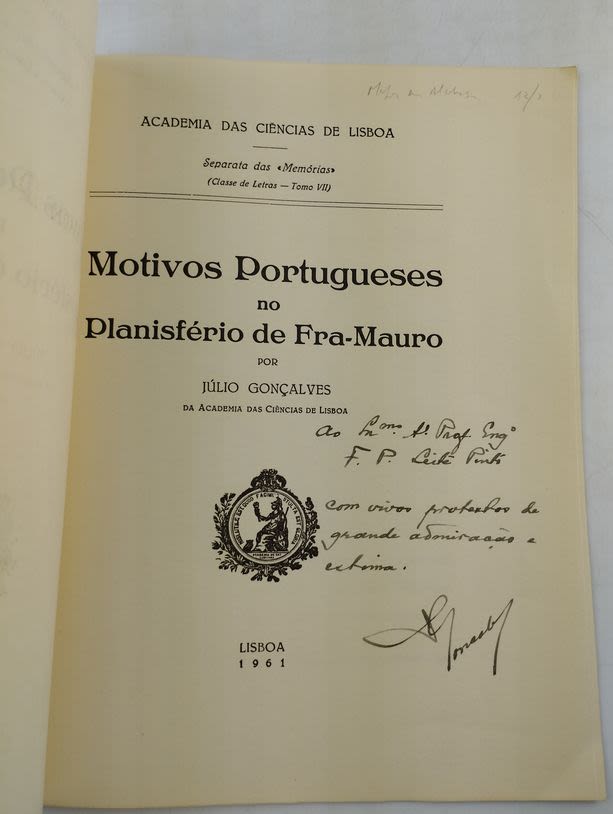 12/2
ACADEMIA DAS CIÊNCIAS DE LISBOA
Separata das «Memórias»
(Classe de Letras — Tomo VII)
Motivos Portugueses
no
Planisfério de Fra-Mauro
POR
JÚLIO GONÇALVES
DA ACADEMIA DAS CIÊNCIAS DE LISBOA
Ao Prof. Engº
F. P. Leite Pinto
com vivos protestos de
grande admiração e
estima.
LISBOA
1961